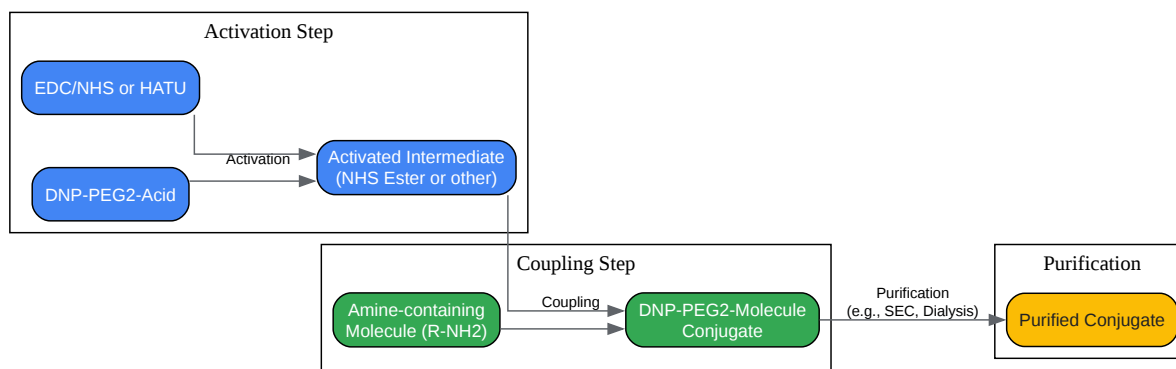 Activation Step
EDC/NHS or HATU
Activation
DNP-PEG2-Acid
Activated Intermediate
(NHS Ester or other)
Coupling Step
Amine-containing
Molecule (R-NH2)
Coupling
DNP-PEG2-Molecule
Conjugate
Purification
(e.g., SEC, Dialysis)
Purification
Purified Conjugate